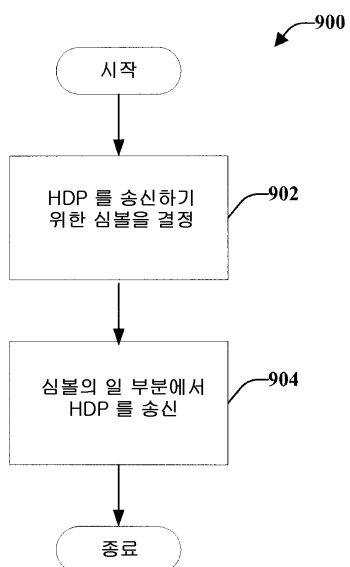 900
시작
HDP 를 송신하기
위한 심볼을 결정
902
심볼의 일 부분에서
HDP 를 송신
904
종료